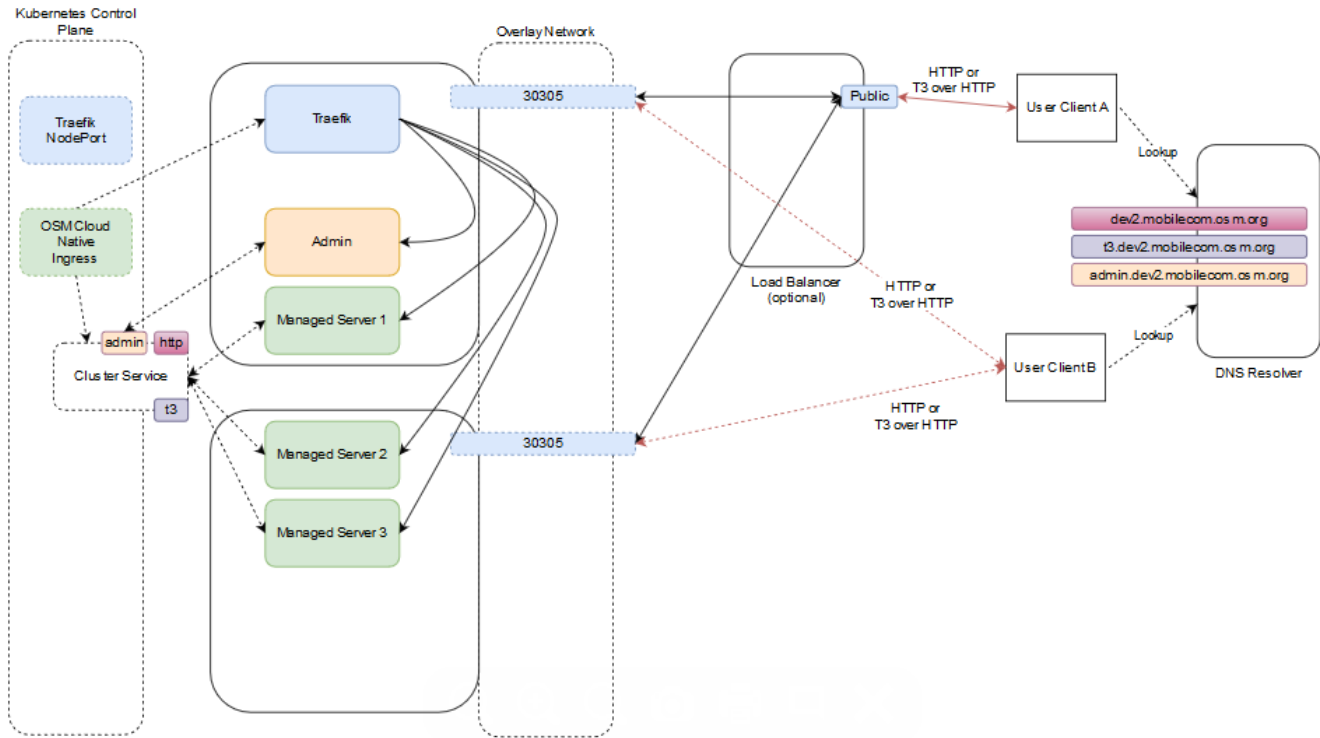 Kubernetes Control
Plane
Overlay Network
Traefik
NodePort
OSM Cloud
Native
Ingress
admin
http
Cluster Service
t3
Traefik
Admin
Managed Server 1
Managed Server 2
Managed Server 3
30305
30305
Public
Load Balancer
(optional)
HTTP or
T3 over HTTP
User Client A
Lookup
dev2.mobilecom.osm.org
t3.dev2.mobilecom.osm.org
admin.dev2.mobilecom.osm.org
HTTP or
T3 over HTTP
User Client B
Lookup
DNS Resolver
HTTP or
T3 over HTTP